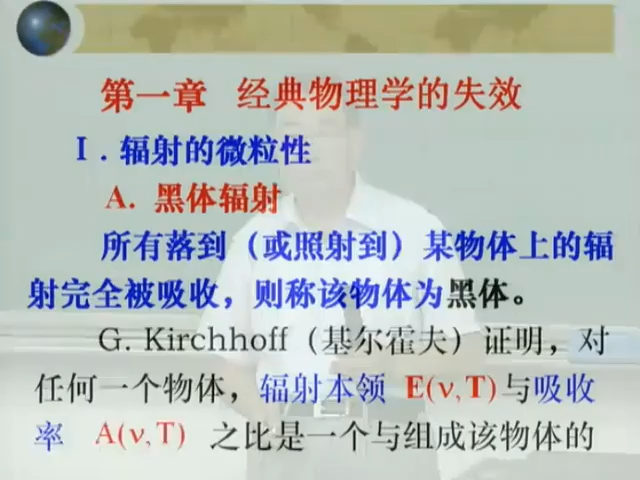 第一章 经典物理学的失效
Ⅰ. 辐射的微粒性
A. 黑体辐射
所有落到（或照射到）某物体上的辐
射完全被吸收，则称该物体为黑体。
G. Kirchhoff（基尔霍夫）证明，对
任何一个物体，辐射本领 E(ν,T)与吸收
率 A(ν,T) 之比是一个与组成该物体的